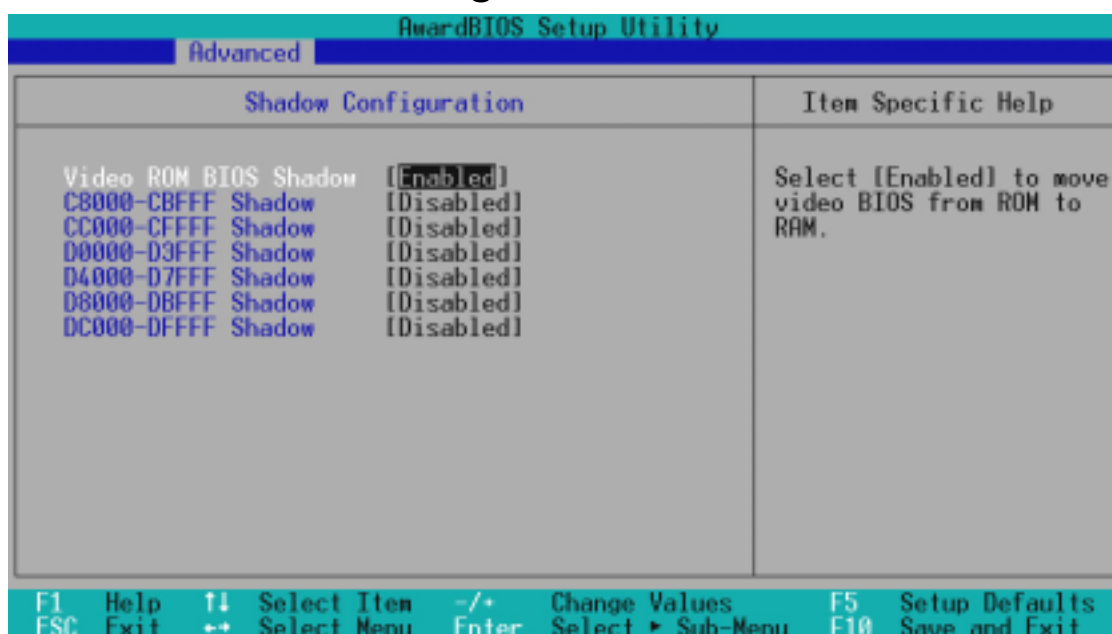 AwardBIOS Setup Utility
Advanced
Shadow Configuration
Item Specific Help
Video ROM BIOS Shadow [Enabled]
C8000-CBFFF Shadow [Disabled]
CC000-CFFFF Shadow [Disabled]
D0000-D3FFF Shadow [Disabled]
D4000-D7FFF Shadow [Disabled]
D8000-DBFFF Shadow [Disabled]
DC000-DFFFF Shadow [Disabled]
Select [Enabled] to move
video BIOS from ROM to
RAM.
F1 Help ↑↓ Select Item -/+ Change Values F5 Setup Defaults
ESC Exit ←→ Select Menu Enter Select ► Sub-Menu F10 Save and Exit